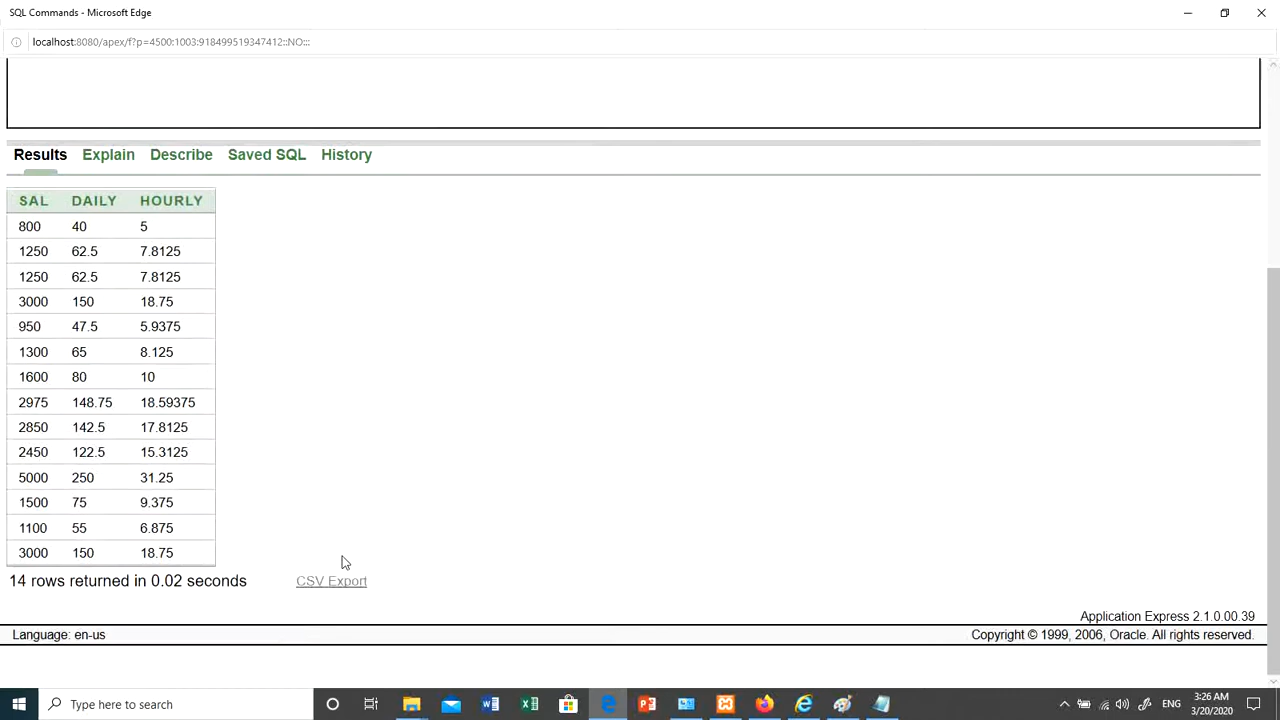 SQL Commands - Microsoft Edge
localhost:8080/apex/f?p=4500:1003:918499519347412::NO:::
Results Explain Describe Saved SQL History
SAL DAILY HOURLY
800 40 5
1250 62.5 7.8125
1250 62.5 7.8125
3000 150 18.75
950 47.5 5.9375
1300 65 8.125
1600 80 10
2975 148.75 18.59375
2850 142.5 17.8125
2450 122.5 15.3125
5000 250 31.25
1500 75 9.375
1100 55 6.875
3000 150 18.75
14 rows returned in 0.02 seconds CSV Export
Application Express 2.1.0.00.39
Language: en-us Copyright © 1999, 2006, Oracle. All rights reserved.
Type here to search
ENG
3:26 AM
3/20/2020